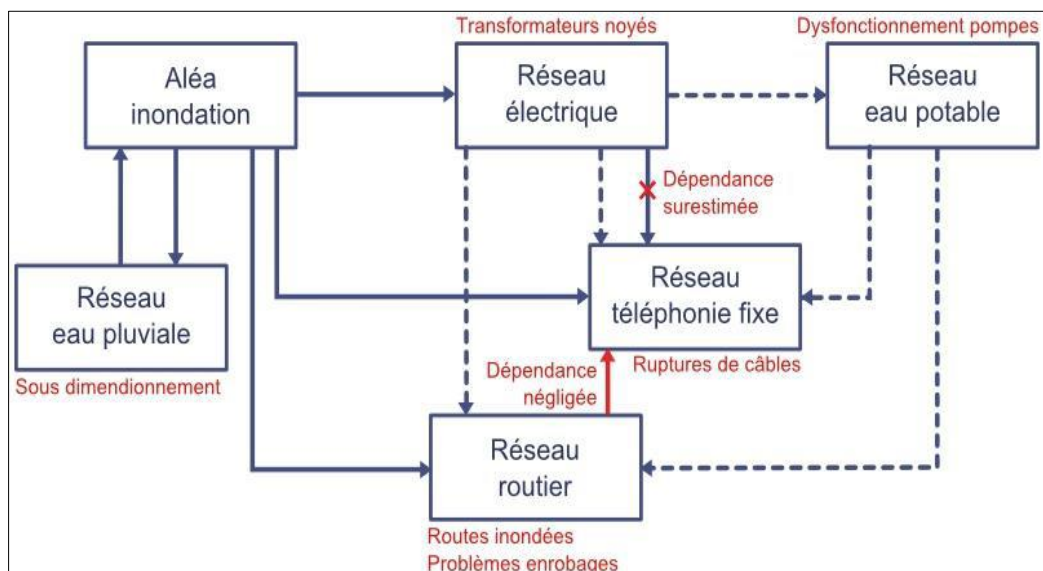 Transformateurs noyés
Dysfonctionnement pompes
Aléa
inondation
Réseau
électrique
Réseau
eau potable
Dépendance
surestimée
Réseau
eau pluviale
Réseau
téléphonie fixe
Sous dimendionnement
Dépendance
négligée
Ruptures de câbles
Réseau
routier
Routes inondées
Problèmes enrobages